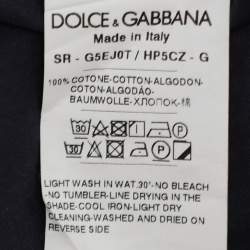 DOLCE & GABBANA
Made in Italy
SR - G5EJ0T / HP5CZ - G
100% COTONE-COTTON-ALGODON-
COTON-ALGODÃO-
BAUMWOLLE-ХЛОПОК-棉
LIGHT WASH IN WAT.30°-NO BLEACH
-NO TUMBLER-LINE DRYING IN THE
SHADE-COOL IRON-LIGHT DRY
CLEANING-WASHED AND DRIED ON
REVERSE SIDE